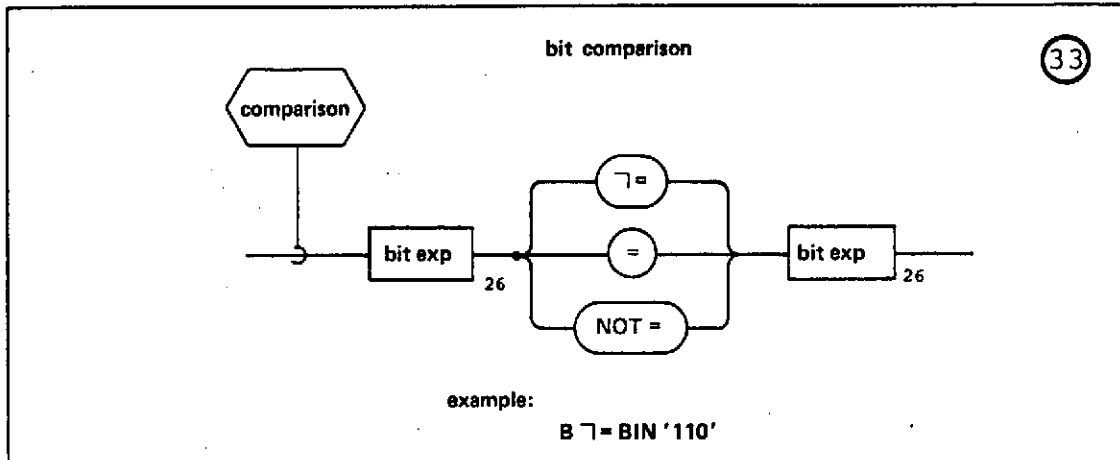 bit comparison
33
comparison
¬=
bit exp
26
=
bit exp
26
NOT =
example:
B ¬= BIN '110'